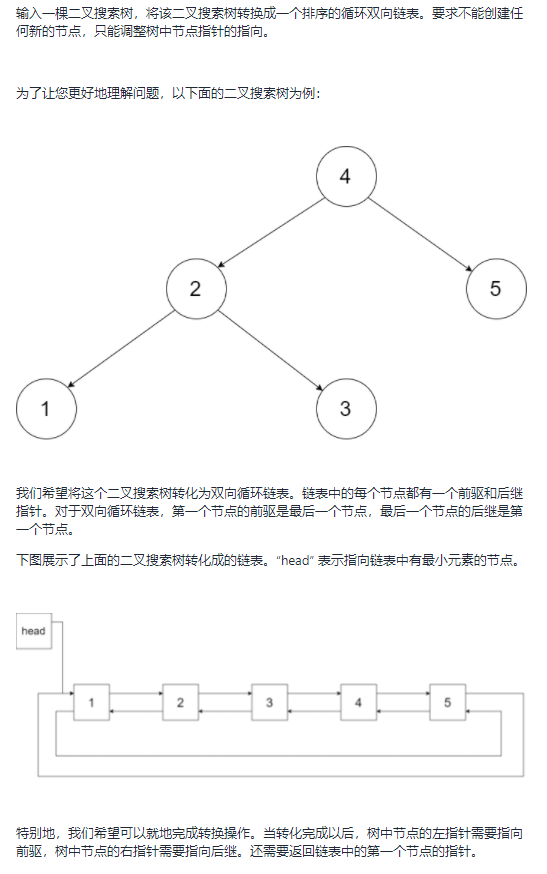 输入一棵二叉搜索树，将该二叉搜索树转换成一个排序的循环双向链表。要求不能创建任
何新的节点，只能调整树中节点指针的指向。
为了让您更好地理解问题，以下面的二叉搜索树为例：
4
2
5
1
3
我们希望将这个二叉搜索树转化为双向循环链表。链表中的每个节点都有一个前驱和后继
指针。对于双向循环链表，第一个节点的前驱是最后一个节点，最后一个节点的后继是第
一个节点。
下图展示了上面的二叉搜索树转化成的链表。“head” 表示指向链表中有最小元素的节点。
head
1
2
3
4
5
特别地，我们希望可以就地完成转换操作。当转化完成以后，树中节点的左指针需要指向
前驱，树中节点的右指针需要指向后继。还需要返回链表中的第一个节点的指针。